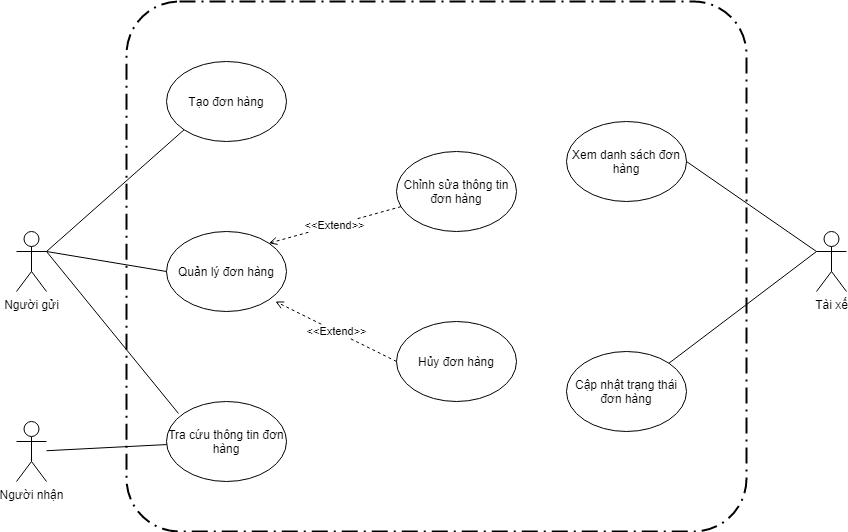 Tạo đơn hàng
Xem danh sách đơn
hàng
Chỉnh sửa thông tin
đơn hàng
<<Extend>>
Quản lý đơn hàng
Người gửi
Tài xế
<<Extend>>
Hủy đơn hàng
Cập nhật trạng thái
đơn hàng
Tra cứu thông tin đơn
hàng
Người nhận